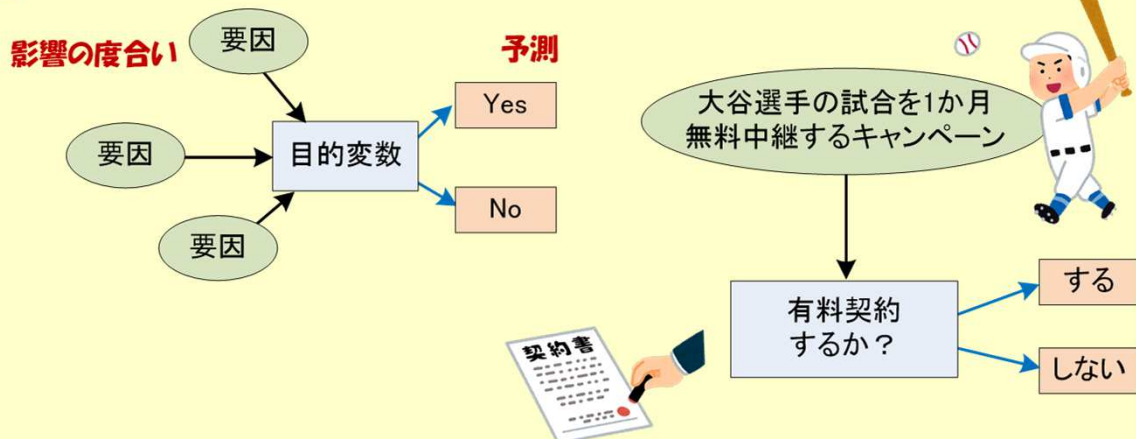 影響の度合い
要因
要因
要因
目的変数
予測
Yes
No
大谷選手の試合を1か月
無料中継するキャンペーン
有料契約
するか?
する
しない
契約書